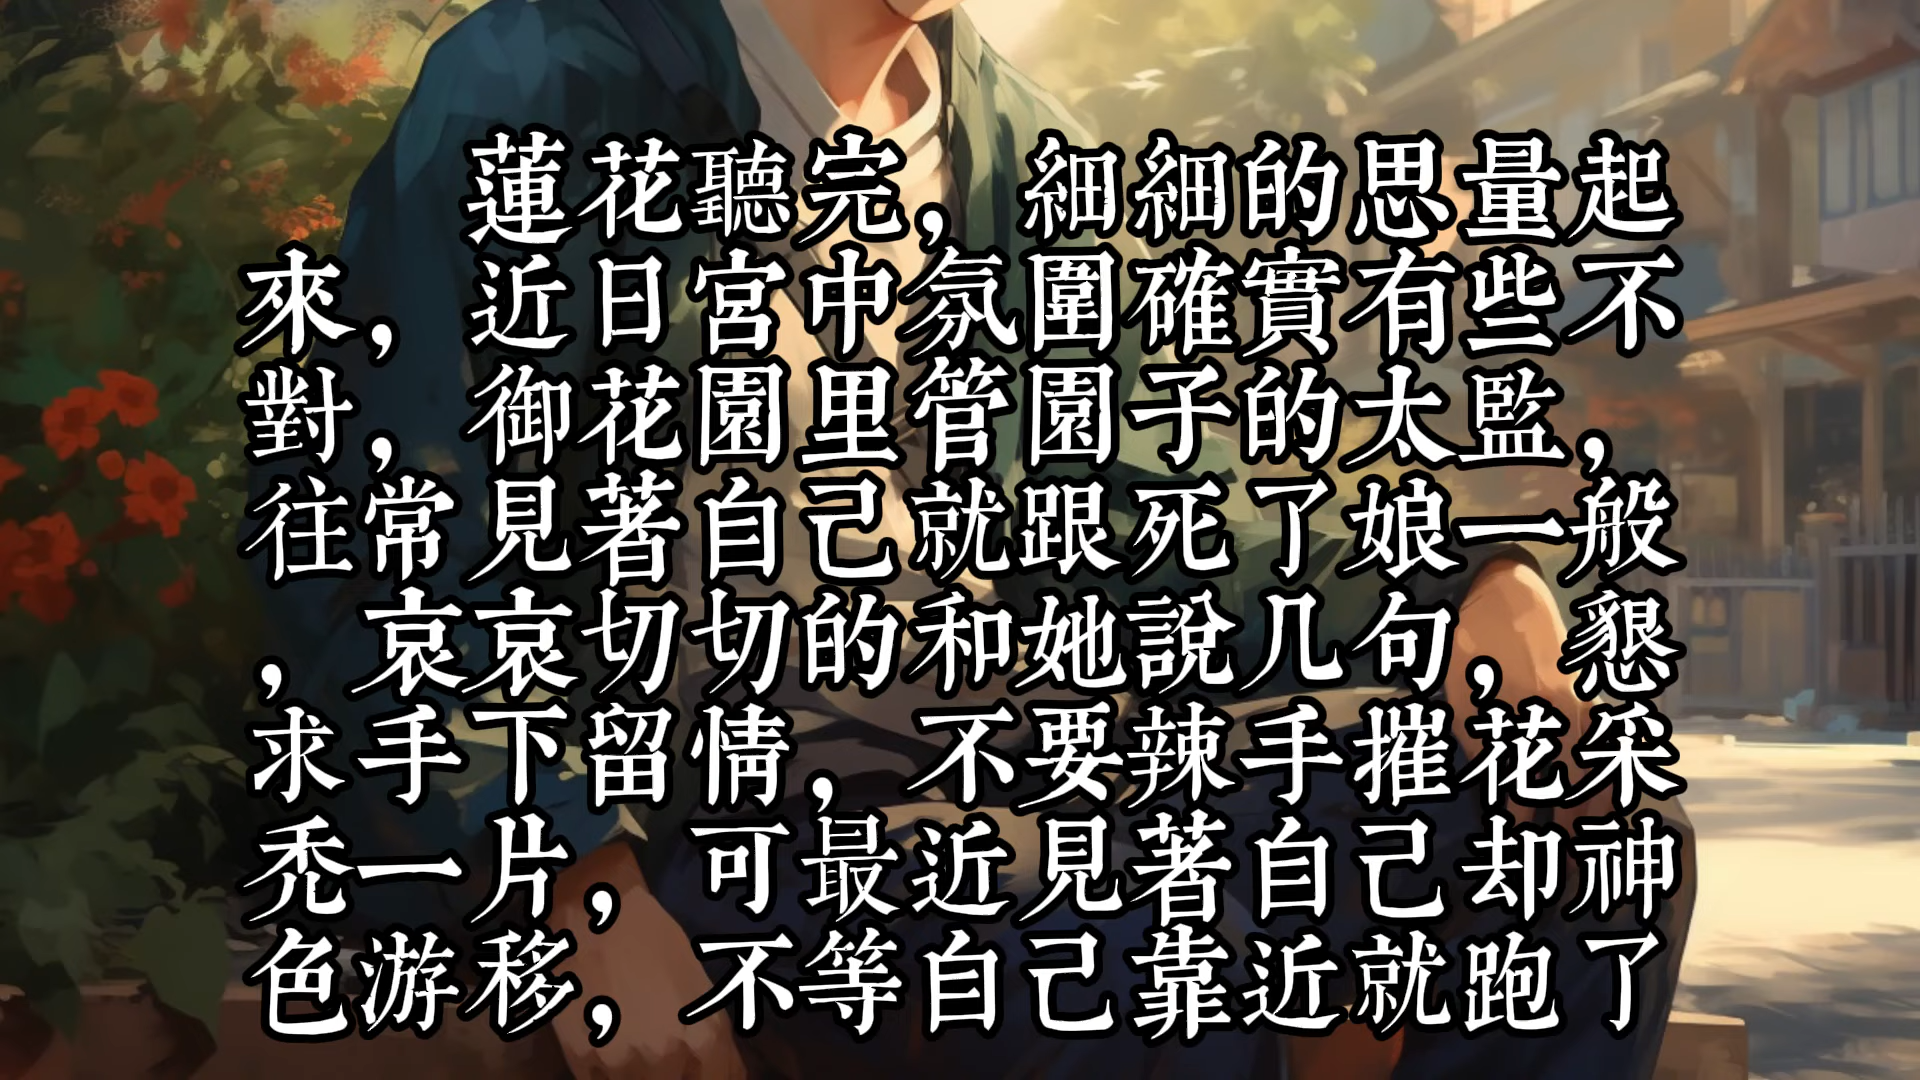 蓮花聽完，細細的思量起
來，近日宮中氛圍確實有些不
對，御花園里管園子的太監，
往常見著自己就跟死了娘一般
，哀哀切切的和她說几句，懇
求手下留情，不要辣手摧花采
禿一片，可最近見著自己却神
色游移，不等自己靠近就跑了